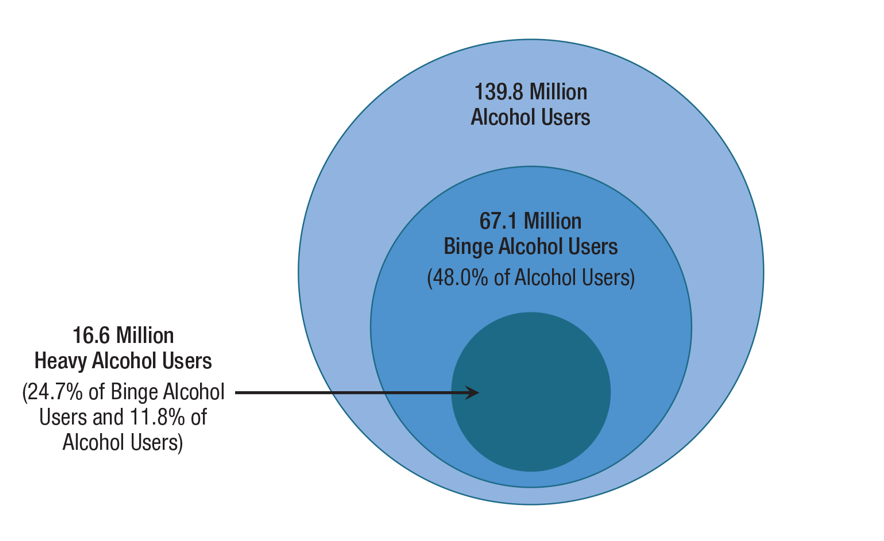 139.8 Million
Alcohol Users
67.1 Million
Binge Alcohol Users
(48.0% of Alcohol Users)
16.6 Million
Heavy Alcohol Users
(24.7% of Binge Alcohol
Users and 11.8% of
Alcohol Users)